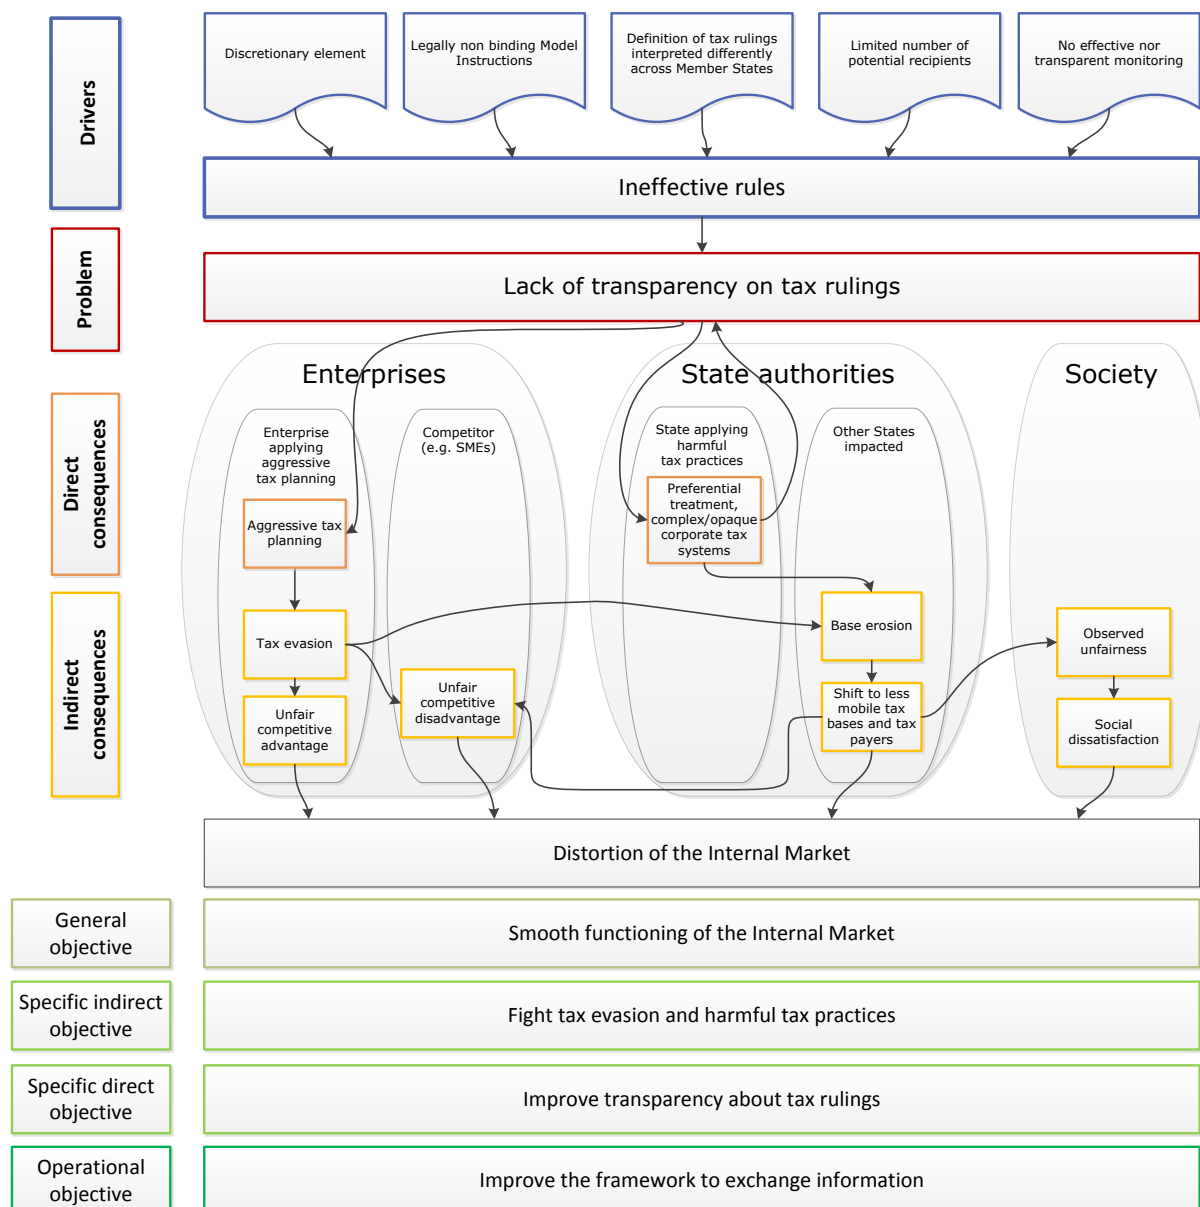 Drivers
Discretionary element
Legally non binding Model
Instructions
Definition of tax rulings
interpreted differently
across Member States
Limited number of
potential recipients
No effective nor
transparent monitoring
Ineffective rules
Problem
Lack of transparency on tax rulings
Enterprises
State authorities
Society
Direct
consequences
Enterprise
applying
aggressive
tax planning
Competitor
(e.g. SMEs)
State applying
harmful
tax practices
Other States
impacted
Aggressive tax
planning
Preferential
treatment,
complex/opaque
corporate tax
systems
Indirect
consequences
Tax evasion
Base erosion
Observed
unfairness
Unfair
competitive
advantage
Unfair
competitive
disadvantage
Shift to less
mobile tax
bases and tax
payers
Social
dissatisfaction
Distortion of the Internal Market
General
objective
Smooth functioning of the Internal Market
Specific indirect
objective
Fight tax evasion and harmful tax practices
Specific direct
objective
Improve transparency about tax rulings
Operational
objective
Improve the framework to exchange information